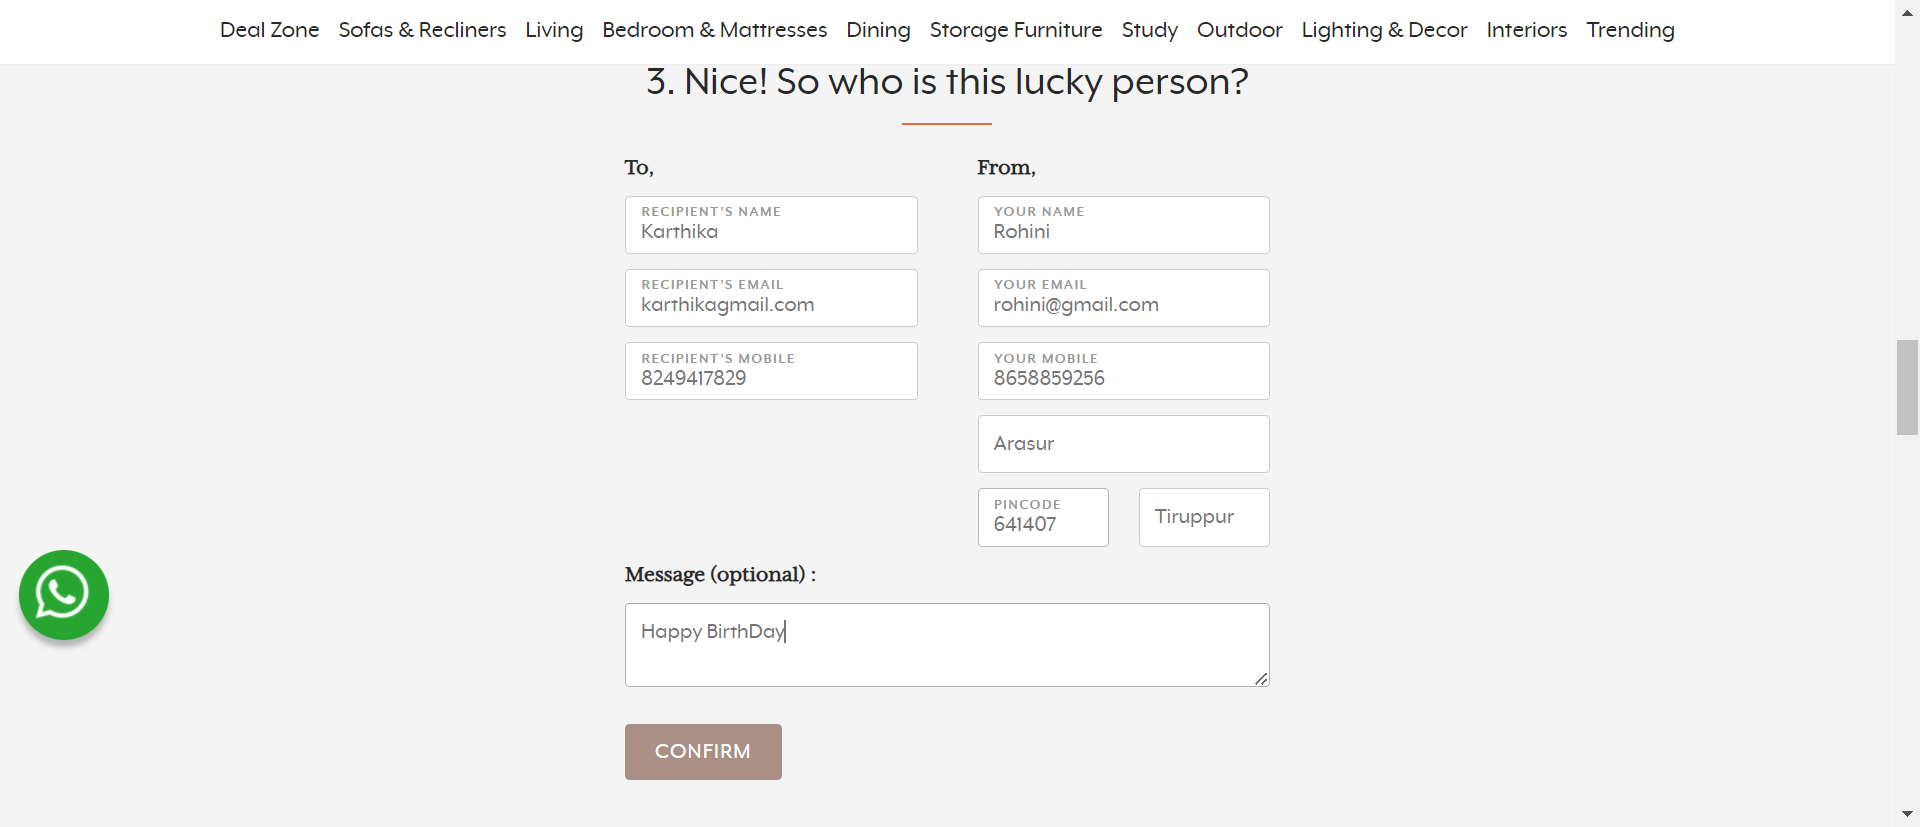 Deal Zone Sofas & Recliners Living Bedroom & Mattresses Dining Storage Furniture Study Outdoor Lighting & Decor Interiors Trending
3. Nice! So who is this lucky person?
To,
RECIPIENT'S NAME
Karthika
RECIPIENT'S EMAIL
karthikagmail.com
RECIPIENT'S MOBILE
8249417829
From,
YOUR NAME
Rohini
YOUR EMAIL
rohini@gmail.com
YOUR MOBILE
8658859256
Arasur
PINCODE
641407
Tiruppur
Message (optional) :
Happy BirthDay
CONFIRM